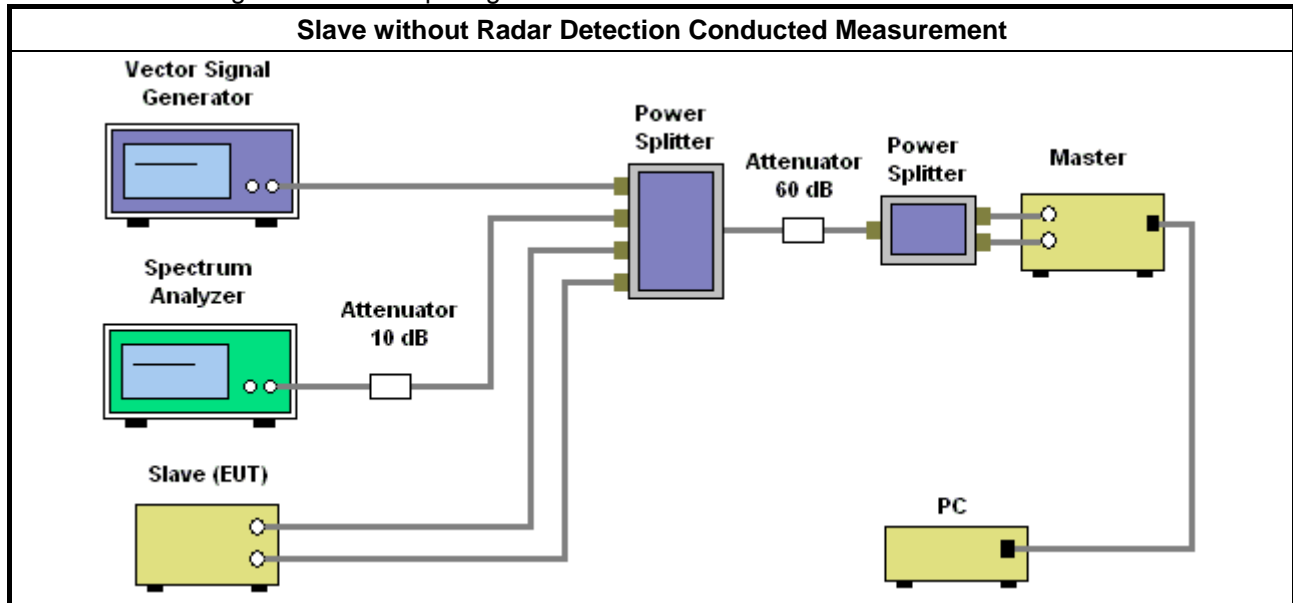 Slave without Radar Detection Conducted Measurement
Vector Signal
Generator
Power
Splitter
Attenuator
60 dB
Power
Splitter
Master
Spectrum
Analyzer
Attenuator
10 dB
Slave (EUT)
PC